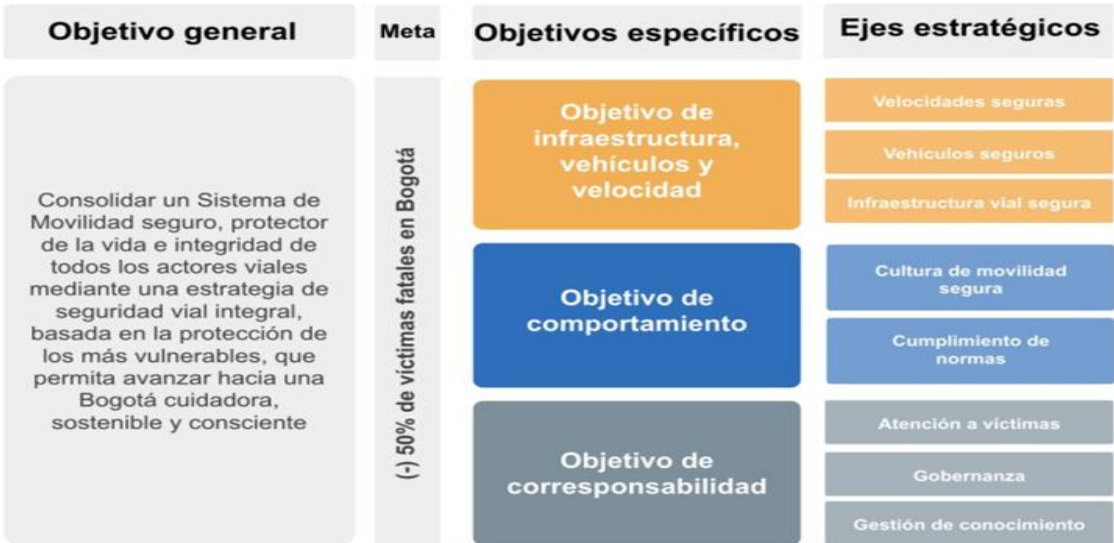 Objetivo general
Meta
Objetivos específicos
Ejes estratégicos
Consolidar un Sistema de
Movilidad seguro, protector
de la vida e integridad de
todos los actores viales
mediante una estrategia de
seguridad vial integral,
basada en la protección de
los más vulnerables, que
permita avanzar hacia una
Bogotá cuidadora,
sostenible y consciente
(-) 50% de víctimas fatales en Bogotá
Objetivo de
infraestructura,
vehículos y
velocidad
Velocidades seguras
Vehículos seguros
Infraestructura vial segura
Objetivo de
comportamiento
Cultura de movilidad
segura
Cumplimiento de
normas
Objetivo de
corresponsabilidad
Atención a víctimas
Gobernanza
Gestión de conocimiento